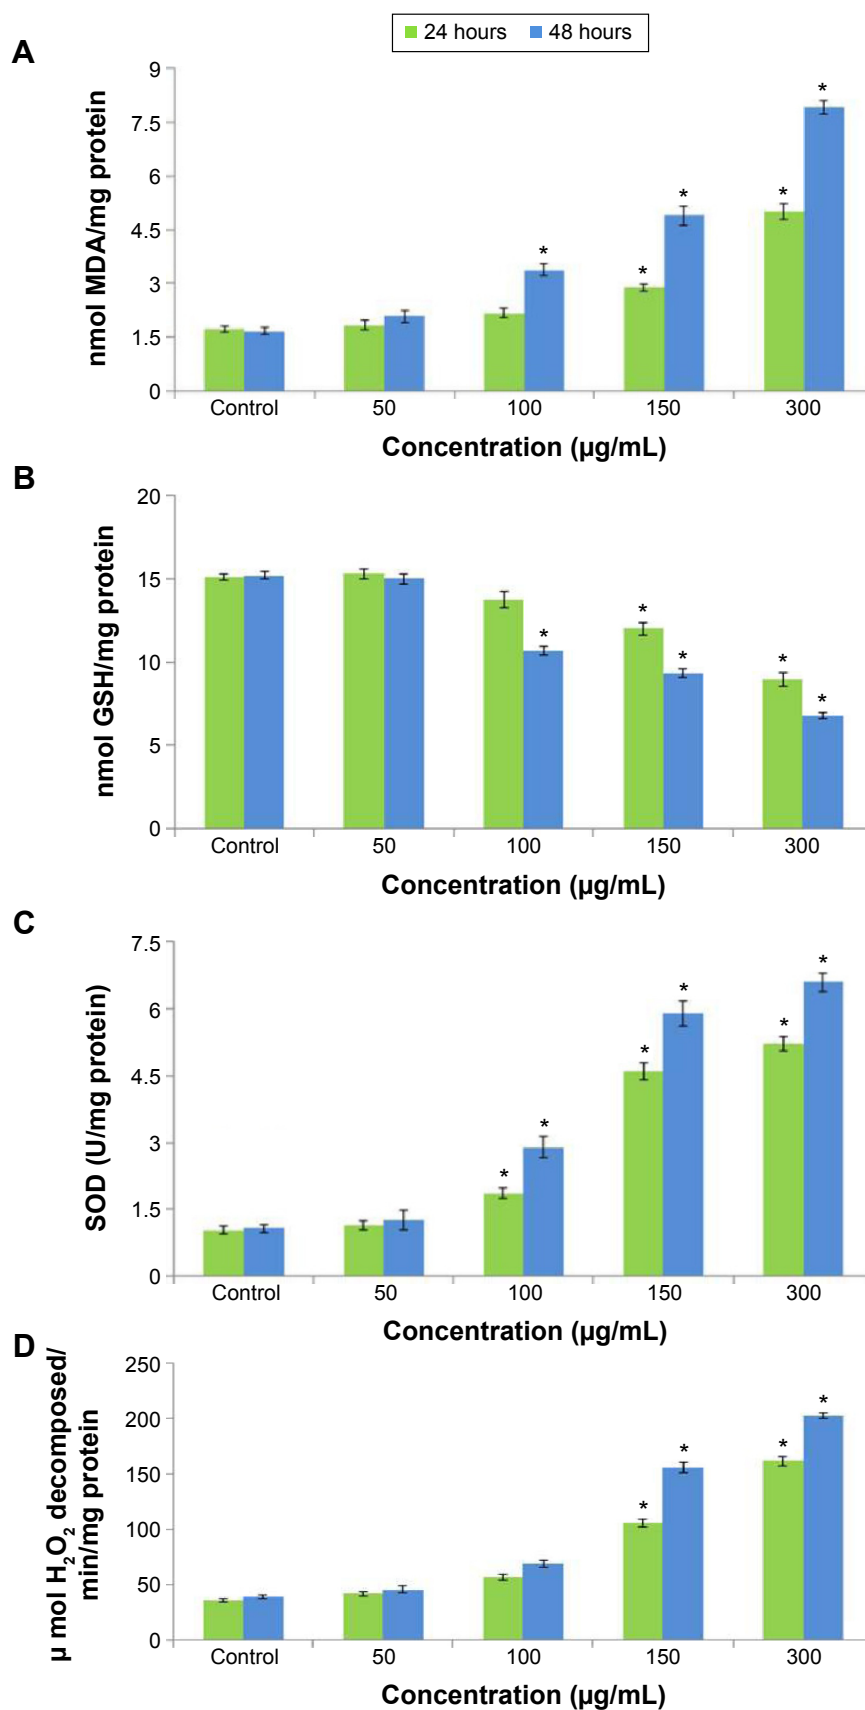 24 hours 48 hours
A
nmol MDA/mg protein
9
7.5
6
4.5
3
1.5
0
* * * * *
Control 50 100 150 300
Concentration (µg/mL)
B
nmol GSH/mg protein
20
15
10
5
0
* * * * *
Control 50 100 150 300
Concentration (µg/mL)
C
SOD (U/mg protein)
7.5
6
4.5
3
1.5
0
* * * * * *
Control 50 100 150 300
Concentration (µg/mL)
D
µ mol H₂O₂ decomposed/
min/mg protein
250
200
150
100
50
0
* * * *
Control 50 100 150 300
Concentration (µg/mL)